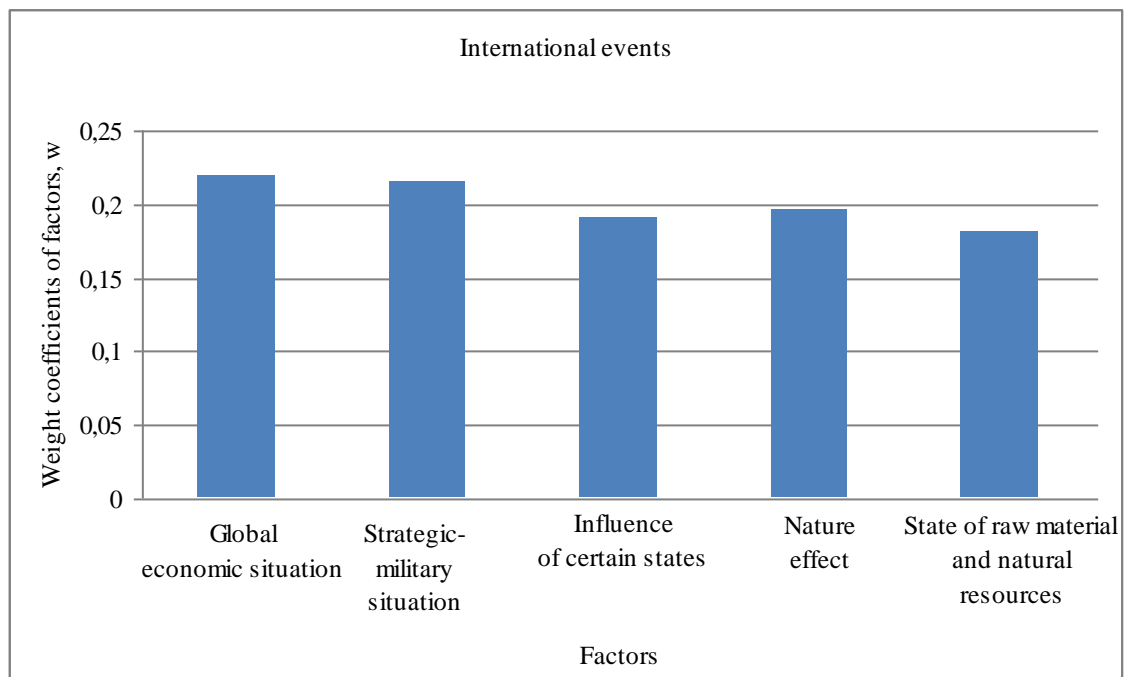 International events
Weight coefficients of factors, w
0,25
0,2
0,15
0,1
0,05
0
Global
economic situation
Strategic-
military
situation
Influence
of certain states
Nature
effect
State of raw material
and natural
resources
Factors